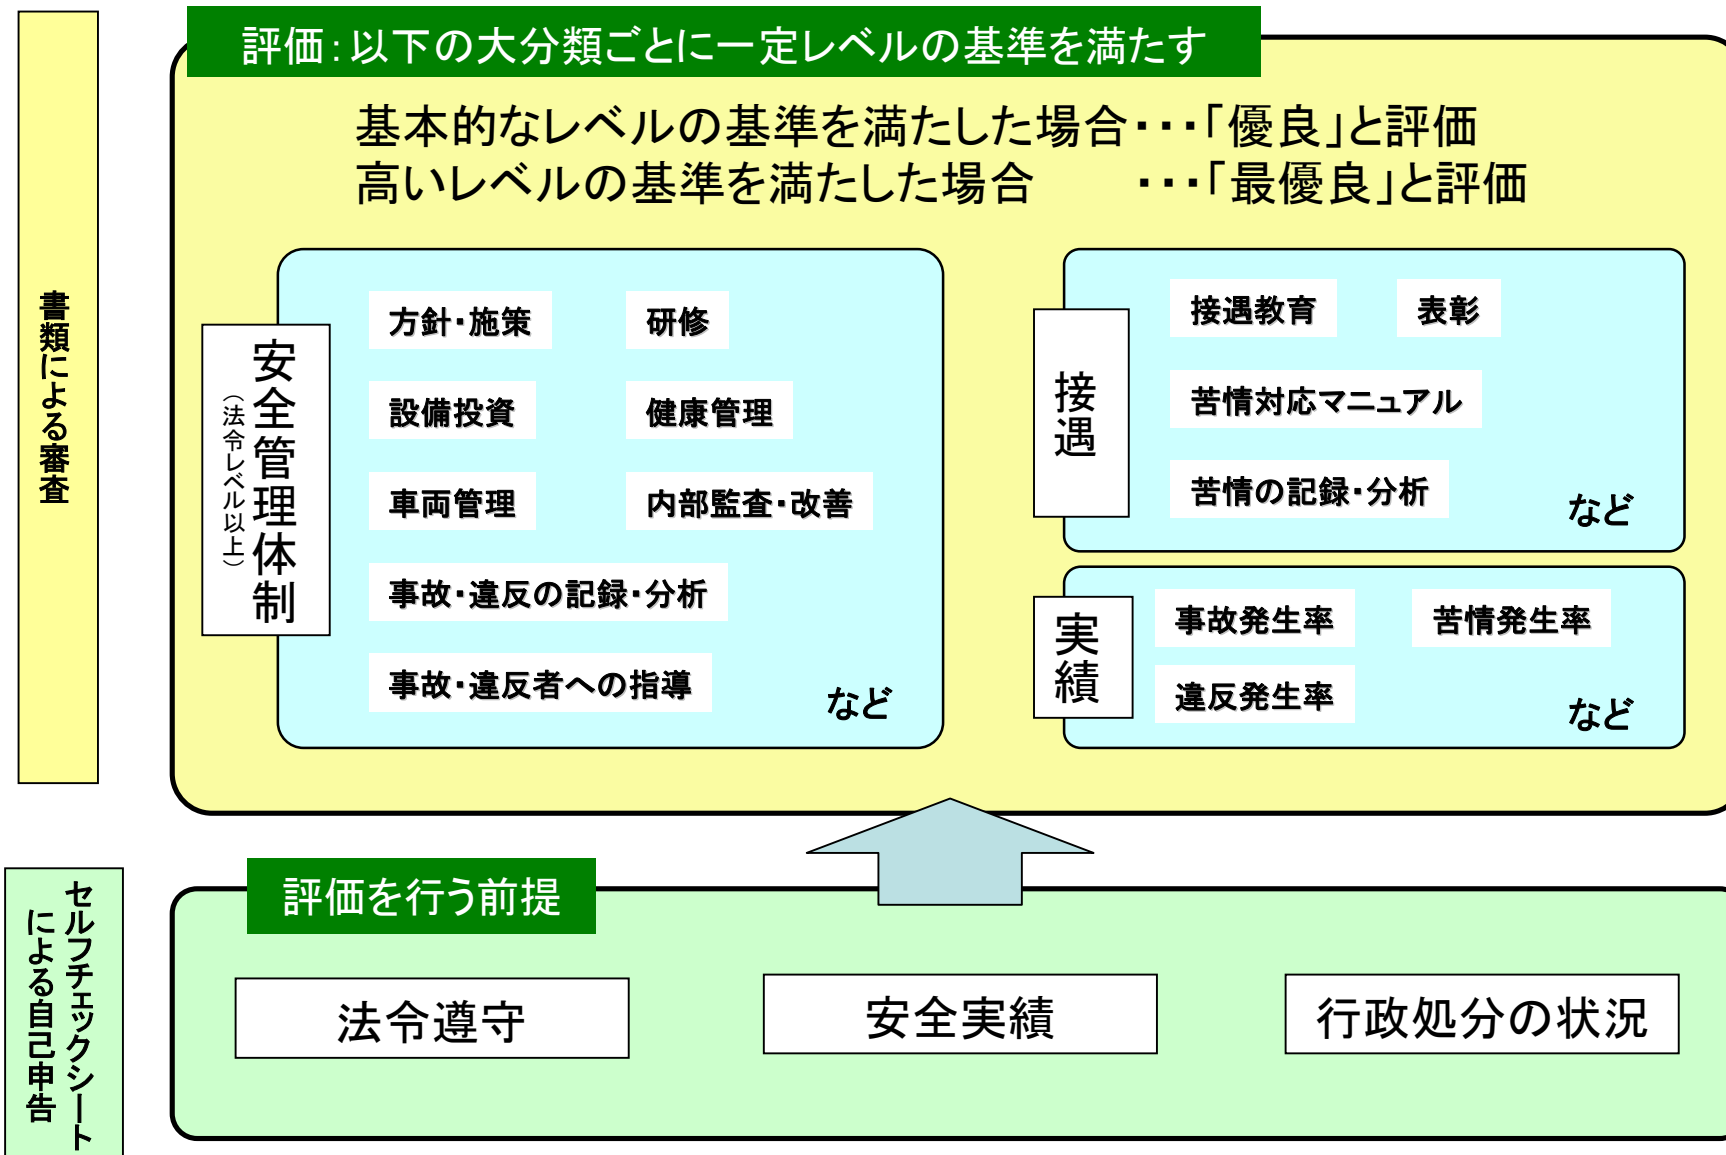 評価：以下の大分類ごとに一定レベルの基準を満たす
基本的なレベルの基準を満たした場合・・・「優良」と評価
高いレベルの基準を満たした場合　　・・・「最優良」と評価
書類による審査
安全管理体制
（法令レベル以上）
方針・施策
研修
設備投資
健康管理
車両管理
内部監査・改善
事故・違反の記録・分析
事故・違反者への指導
など
接遇
接遇教育
表彰
苦情対応マニュアル
苦情の記録・分析
など
実績
事故発生率
苦情発生率
違反発生率
など
セルフチェックシート
による自己申告
評価を行う前提
法令遵守
安全実績
行政処分の状況